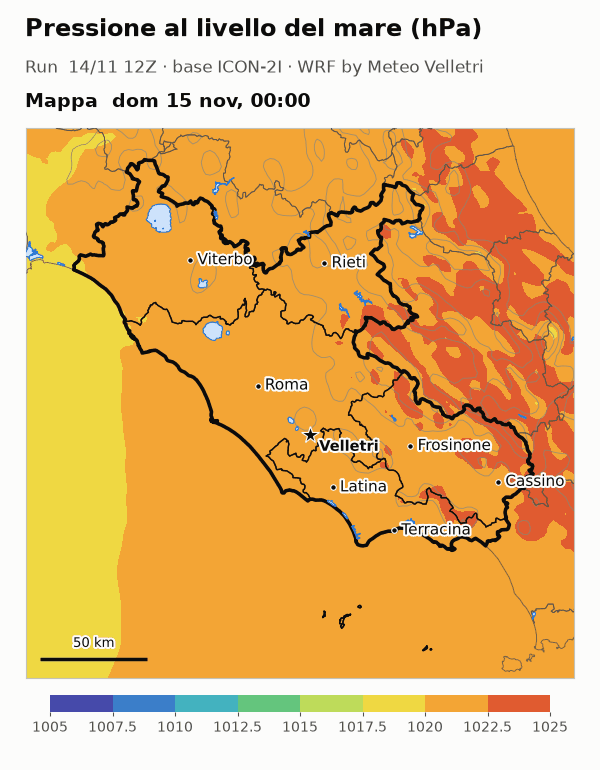 Pressione al livello del mare (hPa)
Run  14/11 12Z · base ICON-2I · WRF by Meteo Velletri
Mappa  dom 15 nov, 00:00
Viterbo
Rieti
Roma
Velletri
Frosinone
Cassino
Latina
Terracina
50 km
1005 1007.5 1010 1012.5 1015 1017.5 1020 1022.5 1025